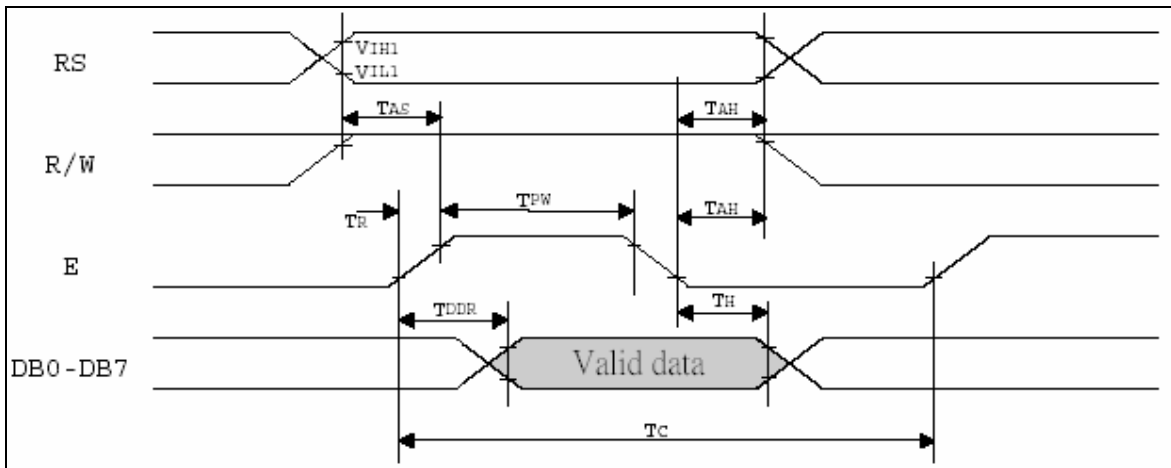 RS
VIH1
VIL1
TAS
TAH
R/W
TPW
TR
TAH
E
TDDR
TH
DB0-DB7
Valid data
TC